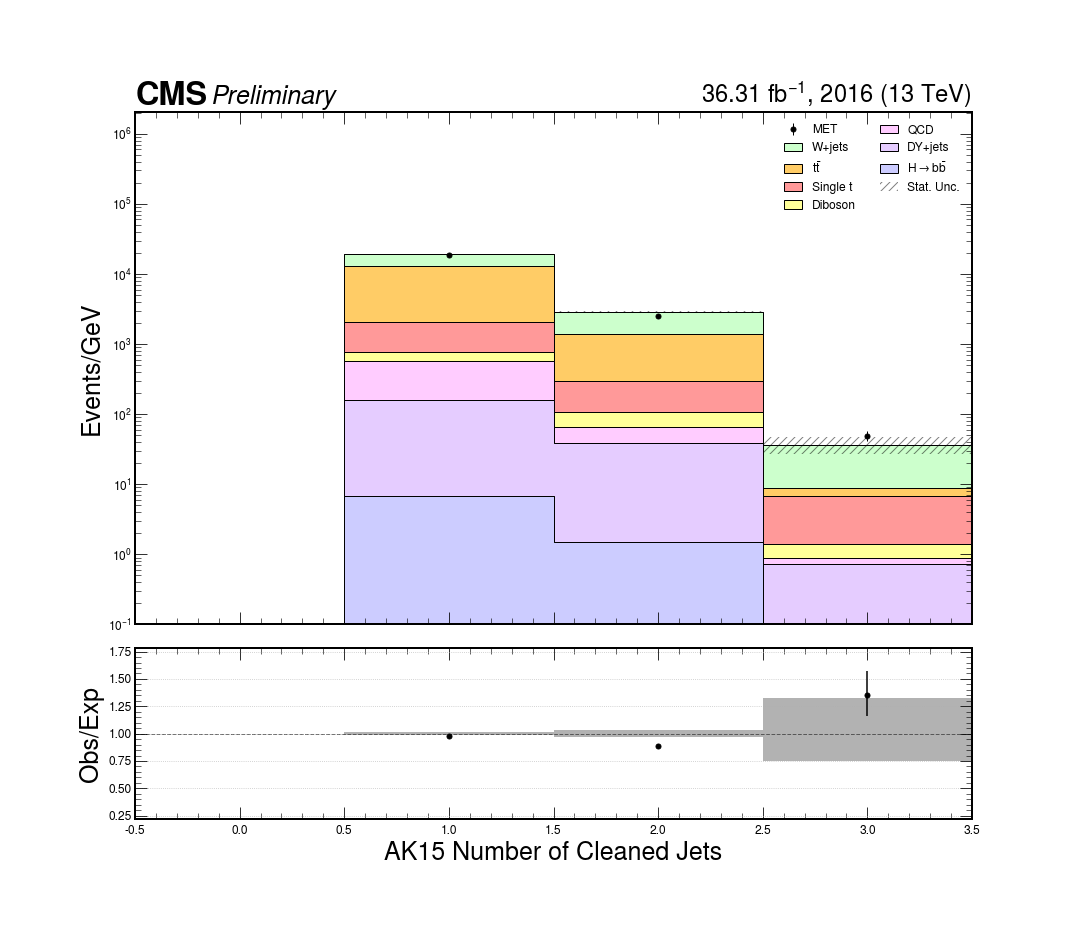 CMS Preliminary
36.31 fb⁻¹, 2016 (13 TeV)
MET
W+jets
tt̄
Single t
Diboson
QCD
DY+jets
H→bb̄
Stat. Unc.
Events/GeV
10⁶
10⁵
10⁴
10³
10²
10¹
10⁰
10⁻¹
Obs/Exp
1.75
1.50
1.25
1.00
0.75
0.50
0.25
-0.5 0.0 0.5 1.0 1.5 2.0 2.5 3.0 3.5
AK15 Number of Cleaned Jets